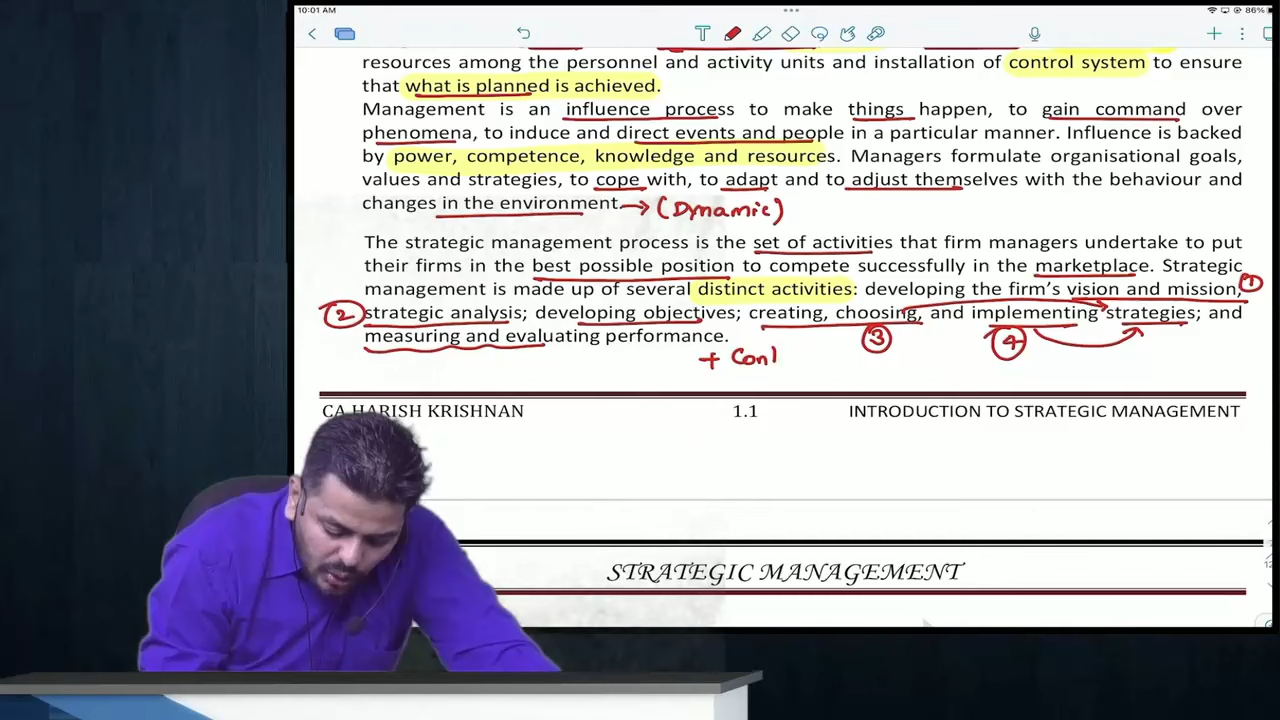 10:01 AM
86%
resources among the personnel and activity units and installation of control system to ensure
that what is planned is achieved.
Management is an influence process to make things happen, to gain command over
phenomena, to induce and direct events and people in a particular manner. Influence is backed
by power, competence, knowledge and resources. Managers formulate organisational goals,
values and strategies, to cope with, to adapt and to adjust themselves with the behaviour and
changes in the environment. → (Dynamic)
The strategic management process is the set of activities that firm managers undertake to put
their firms in the best possible position to compete successfully in the marketplace. Strategic
management is made up of several distinct activities: developing the firm's vision and mission, 1
2 strategic analysis; developing objectives; creating, choosing, and implementing strategies; and
measuring and evaluating performance. 3 4
+ Conl
CA HARISH KRISHNAN 1.1 INTRODUCTION TO STRATEGIC MANAGEMENT
STRATEGIC MANAGEMENT